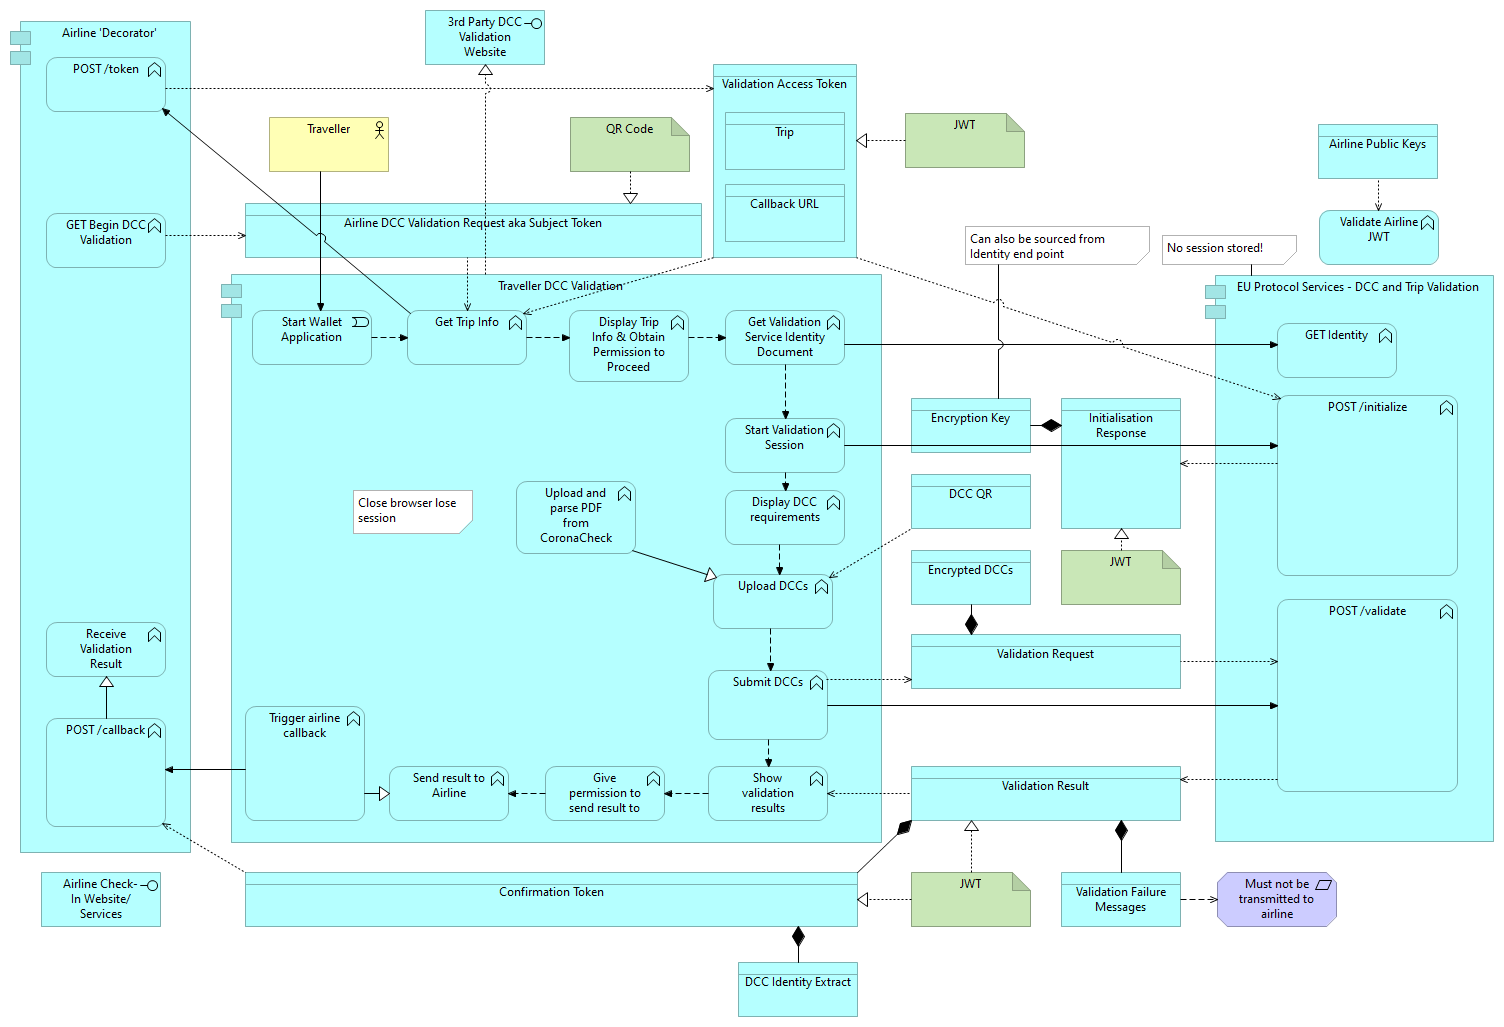 Airline 'Decorator'
POST /token
GET Begin DCC
Validation
Receive
Validation
Result
POST /callback
Airline Check-
In Website/
Services
3rd Party DCC
Validation
Website
Traveller
QR Code
Airline DCC Validation Request aka Subject Token
Validation Access Token
Trip
Callback URL
JWT
Airline Public Keys
Validate Airline
JWT
Can also be sourced from
Identity end point
No session stored!
Traveller DCC Validation
Start Wallet
Application
Get Trip Info
Display Trip
Info & Obtain
Permission to
Proceed
Get Validation
Service Identity
Document
Start Validation
Session
Display DCC
requirements
Close browser lose
session
Upload and
parse PDF
from
CoronaCheck
Upload DCCs
Submit DCCs
Trigger airline
callback
Send result to
Airline
Give
permission to
send result to
Show
validation
results
EU Protocol Services - DCC and Trip Validation
GET Identity
POST /initialize
POST /validate
Encryption Key
Initialisation
Response
DCC QR
JWT
Encrypted DCCs
Validation Request
Validation Result
Confirmation Token
JWT
Validation Failure
Messages
Must not be
transmitted to
airline
DCC Identity Extract